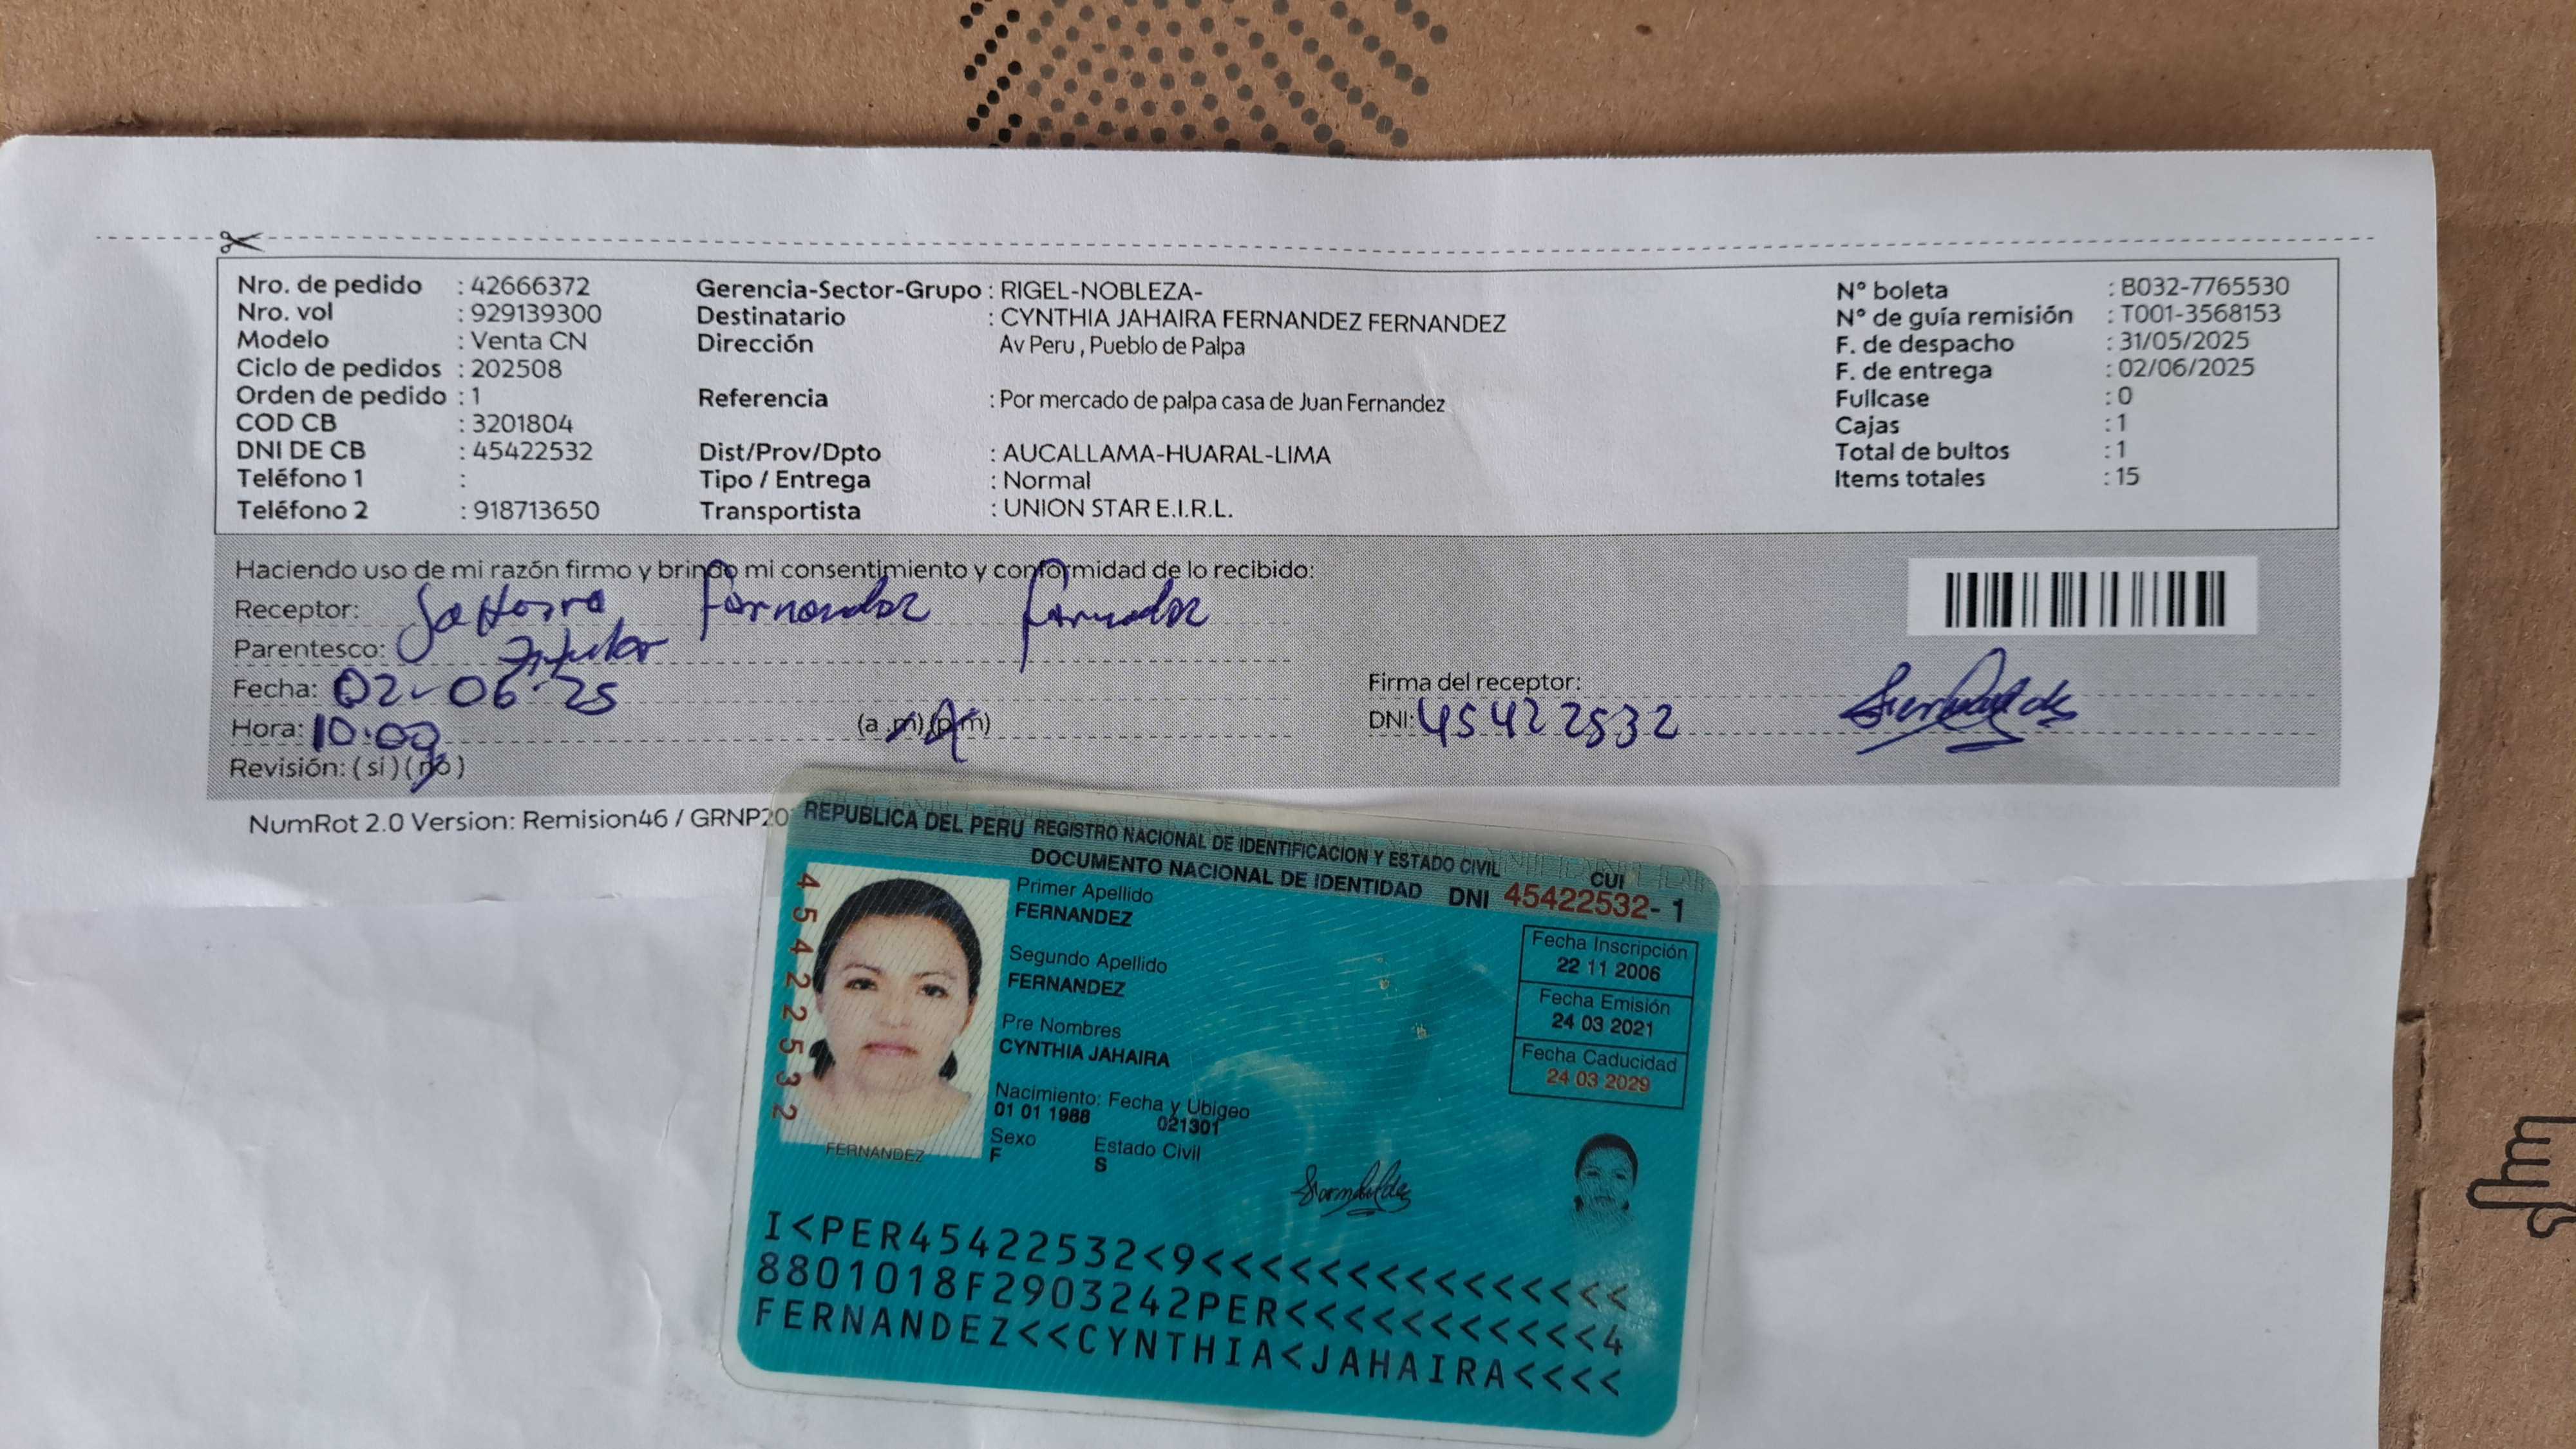 Nro. de pedido : 42666372
Nro. vol : 929139300
Modelo : Venta CN
Ciclo de pedidos : 202508
Orden de pedido : 1
COD CB : 3201804
DNI DE CB : 45422532
Teléfono 1 :
Teléfono 2 : 918713650
Gerencia-Sector-Grupo : RIGEL-NOBLEZA-
Destinatario : CYNTHIA JAHAIRA FERNANDEZ FERNANDEZ
Dirección Av Peru , Pueblo de Palpa
Referencia : Por mercado de palpa casa de Juan Fernandez
Dist/Prov/Dpto : AUCALLAMA-HUARAL-LIMA
Tipo / Entrega : Normal
Transportista : UNION STAR E.I.R.L.
N° boleta : B032-7765530
N° de guía remisión : T001-3568153
F. de despacho : 31/05/2025
F. de entrega : 02/06/2025
Fullcase : 0
Cajas : 1
Total de bultos : 1
Items totales : 15
Haciendo uso de mi razón firmo y brindo mi consentimiento y conformidad de lo recibido:
Receptor: Fernandez Fernandez
Parentesco: Titular
Fecha: 02-06-25
Hora: 10:00 (a.m) (p.m)
Revisión: (si) (no)
Firma del receptor:
DNI: 45422532
NumRot 2.0 Version: Remision46 / GRNP20
REPUBLICA DEL PERU REGISTRO NACIONAL DE IDENTIFICACION Y ESTADO CIVIL
DOCUMENTO NACIONAL DE IDENTIDAD DNI 45422532- 1
CUI
45422532
Primer Apellido
FERNANDEZ
Segundo Apellido
FERNANDEZ
Pre Nombres
CYNTHIA JAHAIRA
Nacimiento: Fecha y Ubigeo
01 01 1988 021301
Sexo Estado Civil
F S
FERNANDEZ
Fecha Inscripción
22 11 2006
Fecha Emisión
24 03 2021
Fecha Caducidad
24 03 2029
I<PER45422532<9<<<<<<<<<<<<<<<
8801018F2903242PER<<<<<<<<<<<4
FERNANDEZ<<CYNTHIA<JAHAIRA<<<<